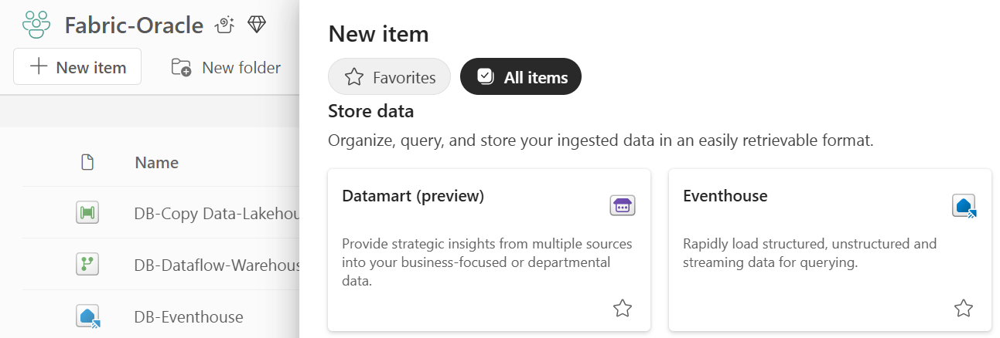 Fabric-Oracle
New item
New folder
Name
DB-Copy Data-Lakehou
DB-Dataflow-Warehous
DB-Eventhouse
New item
Favorites
All items
Store data
Organize, query, and store your ingested data in an easily retrievable format.
Datamart (preview)
Provide strategic insights from multiple sources
into your business-focused or departmental
data.
Eventhouse
Rapidly load structured, unstructured and
streaming data for querying.